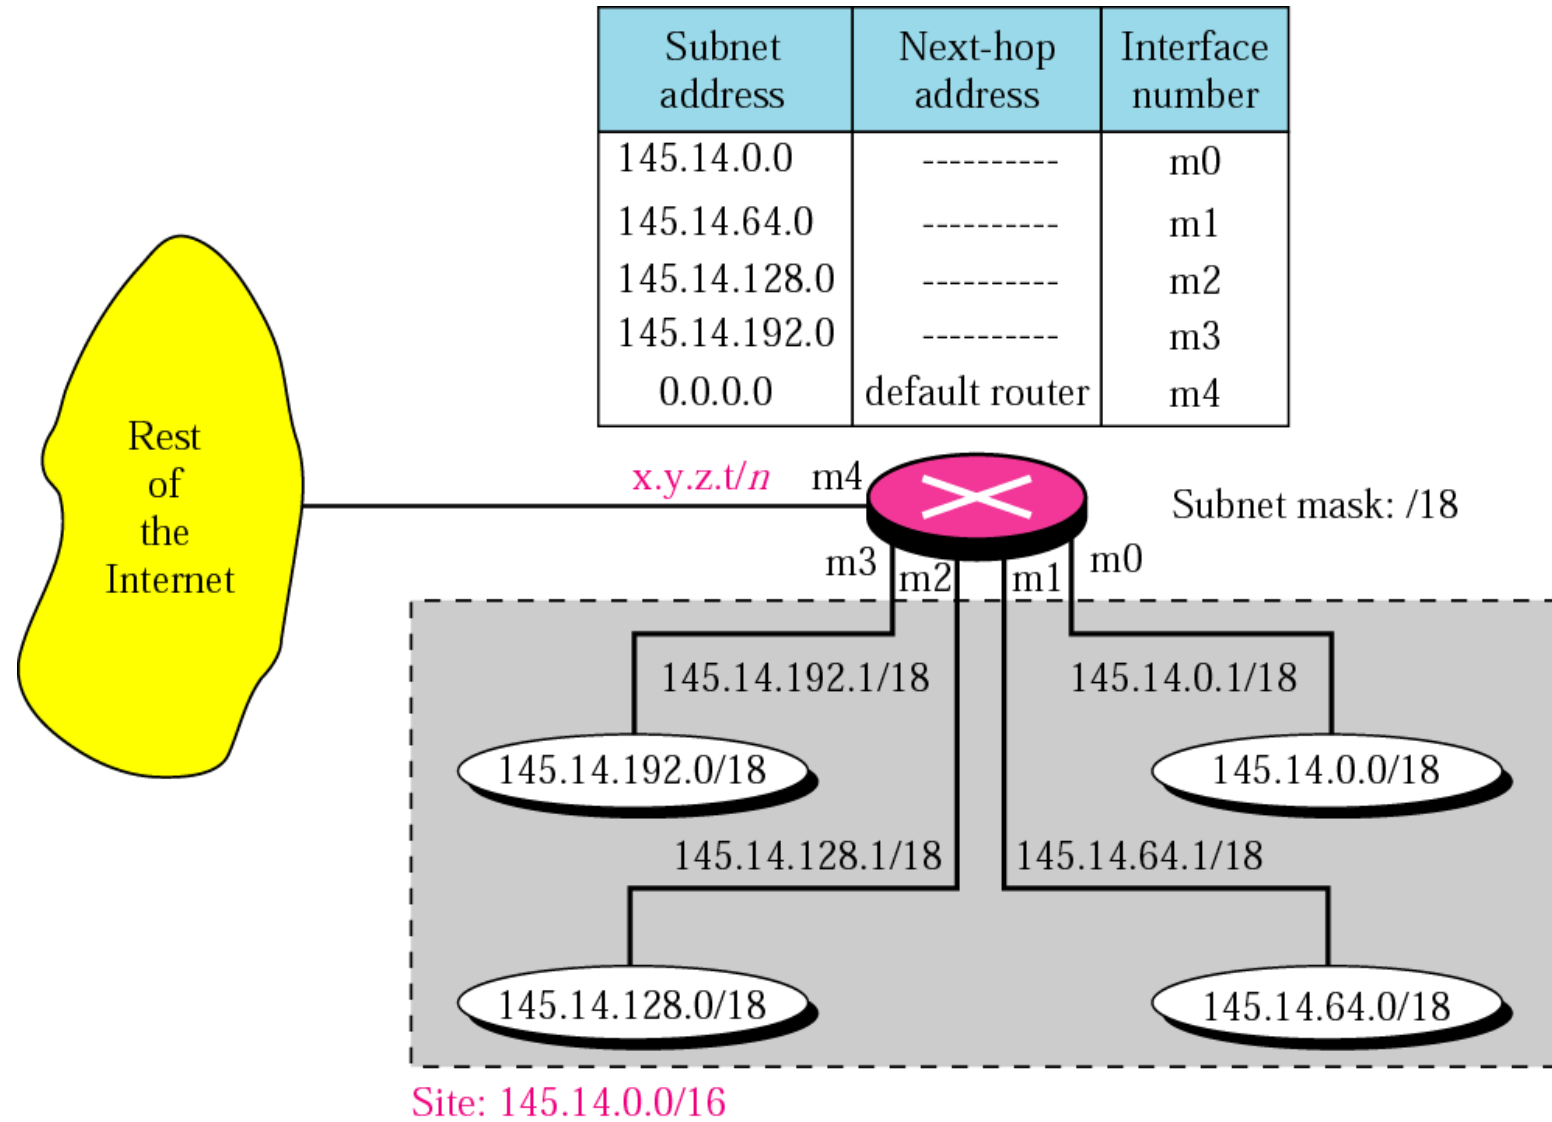 Subnet address
Next-hop address
Interface number
145.14.0.0 ---------- m0
145.14.64.0 ---------- m1
145.14.128.0 ---------- m2
145.14.192.0 ---------- m3
0.0.0.0 default router m4
Rest
of
the
Internet
x.y.z.t/n
m4
Subnet mask: /18
m3
m2
m1
m0
145.14.192.1/18
145.14.0.1/18
145.14.192.0/18
145.14.0.0/18
145.14.128.1/18
145.14.64.1/18
145.14.128.0/18
145.14.64.0/18
Site: 145.14.0.0/16